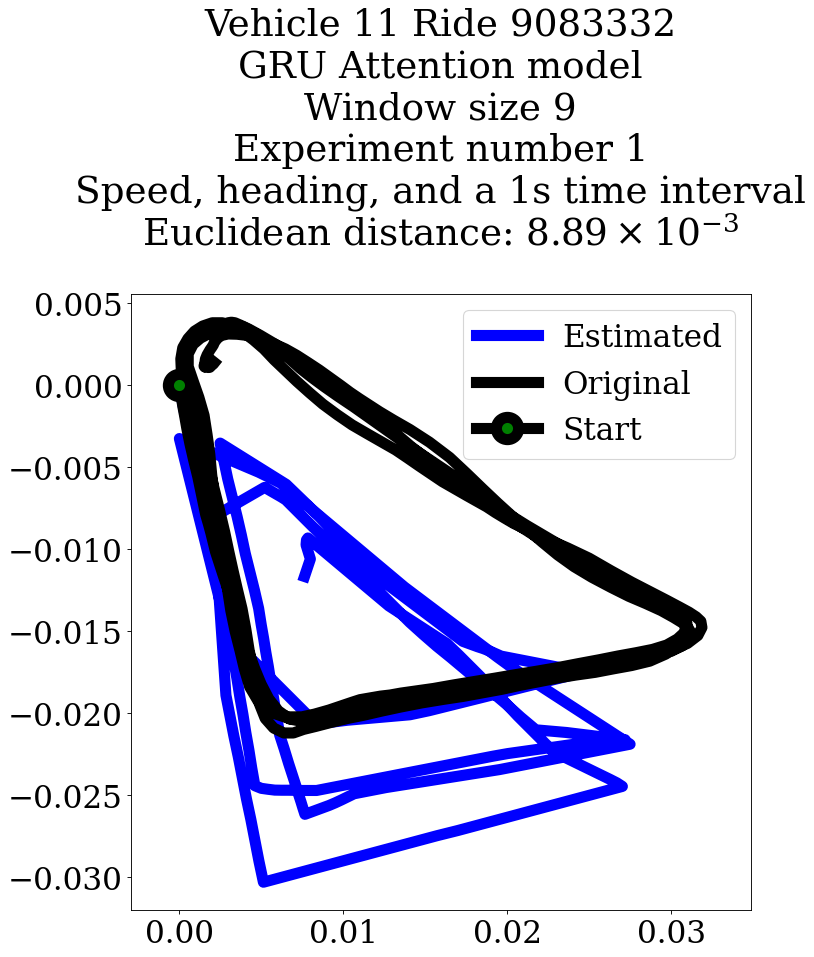 Vehicle 11 Ride 9083332
GRU Attention model
Window size 9
Experiment number 1
Speed, heading, and a 1s time interval
Euclidean distance: 8.89 × 10⁻³
0.005
Estimated
0.000
Original
−0.005
Start
−0.010
−0.015
−0.020
−0.025
−0.030
0.00 0.01 0.02 0.03